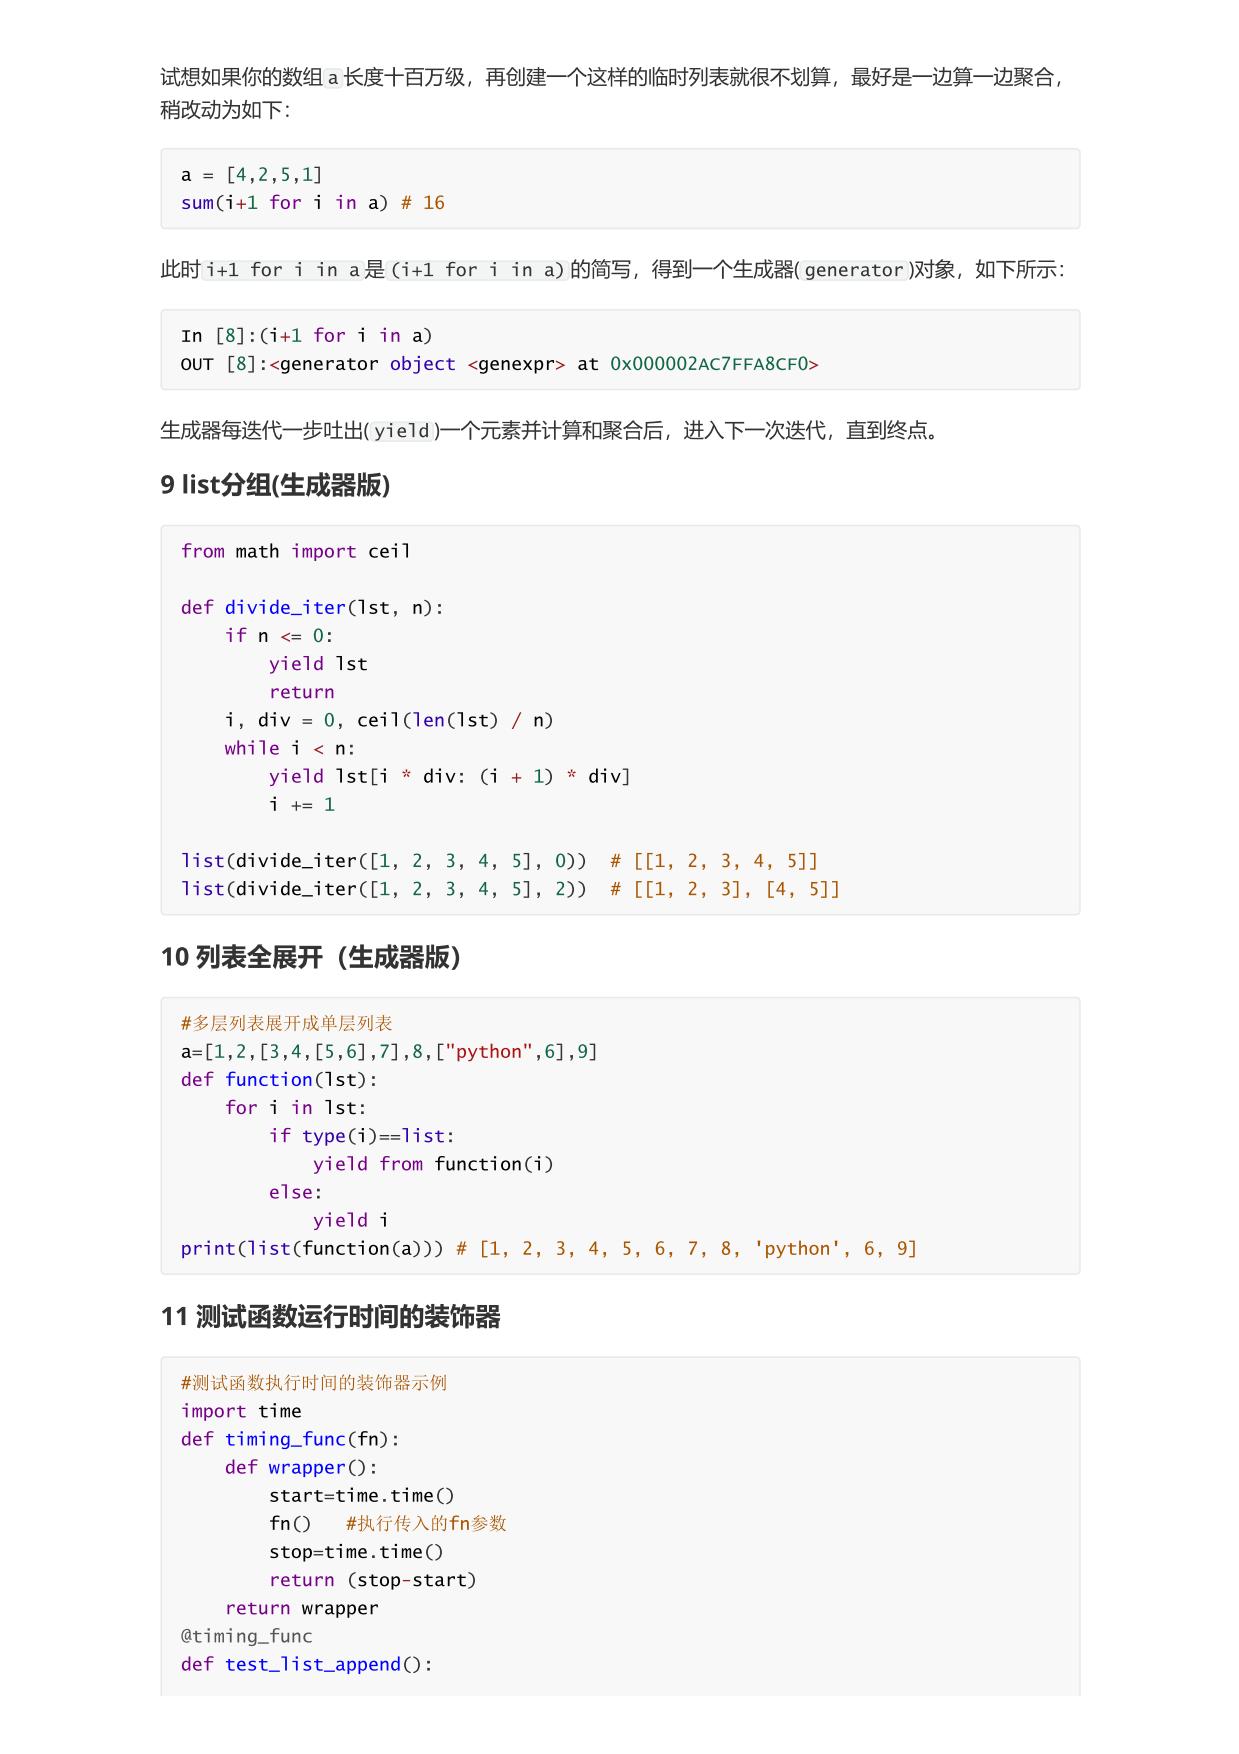 试想如果你的数组a长度十百万级，再创建一个这样的临时列表就很不划算，最好是一边算一边聚合，
稍改动为如下：
a = [4,2,5,1]
sum(i+1 for i in a) # 16
此时i+1 for i in a是(i+1 for i in a)的简写，得到一个生成器(generator)对象，如下所示：
In [8]:(i+1 for i in a)
OUT [8]:<generator object <genexpr> at 0x000002AC7FFA8CF0>
生成器每迭代一步吐出(yield)一个元素并计算和聚合后，进入下一次迭代，直到终点。
9 list分组(生成器版)
from math import ceil
def divide_iter(lst, n):
    if n <= 0:
        yield lst
        return
    i, div = 0, ceil(len(lst) / n)
    while i < n:
        yield lst[i * div: (i + 1) * div]
        i += 1
list(divide_iter([1, 2, 3, 4, 5], 0))  # [[1, 2, 3, 4, 5]]
list(divide_iter([1, 2, 3, 4, 5], 2))  # [[1, 2, 3], [4, 5]]
10 列表全展开（生成器版）
#多层列表展开成单层列表
a=[1,2,[3,4,[5,6],7],8,["python",6],9]
def function(lst):
    for i in lst:
        if type(i)==list:
            yield from function(i)
        else:
            yield i
print(list(function(a))) # [1, 2, 3, 4, 5, 6, 7, 8, 'python', 6, 9]
11 测试函数运行时间的装饰器
#测试函数执行时间的装饰器示例
import time
def timing_func(fn):
    def wrapper():
        start=time.time()
        fn()   #执行传入的fn参数
        stop=time.time()
        return (stop-start)
    return wrapper
@timing_func
def test_list_append():